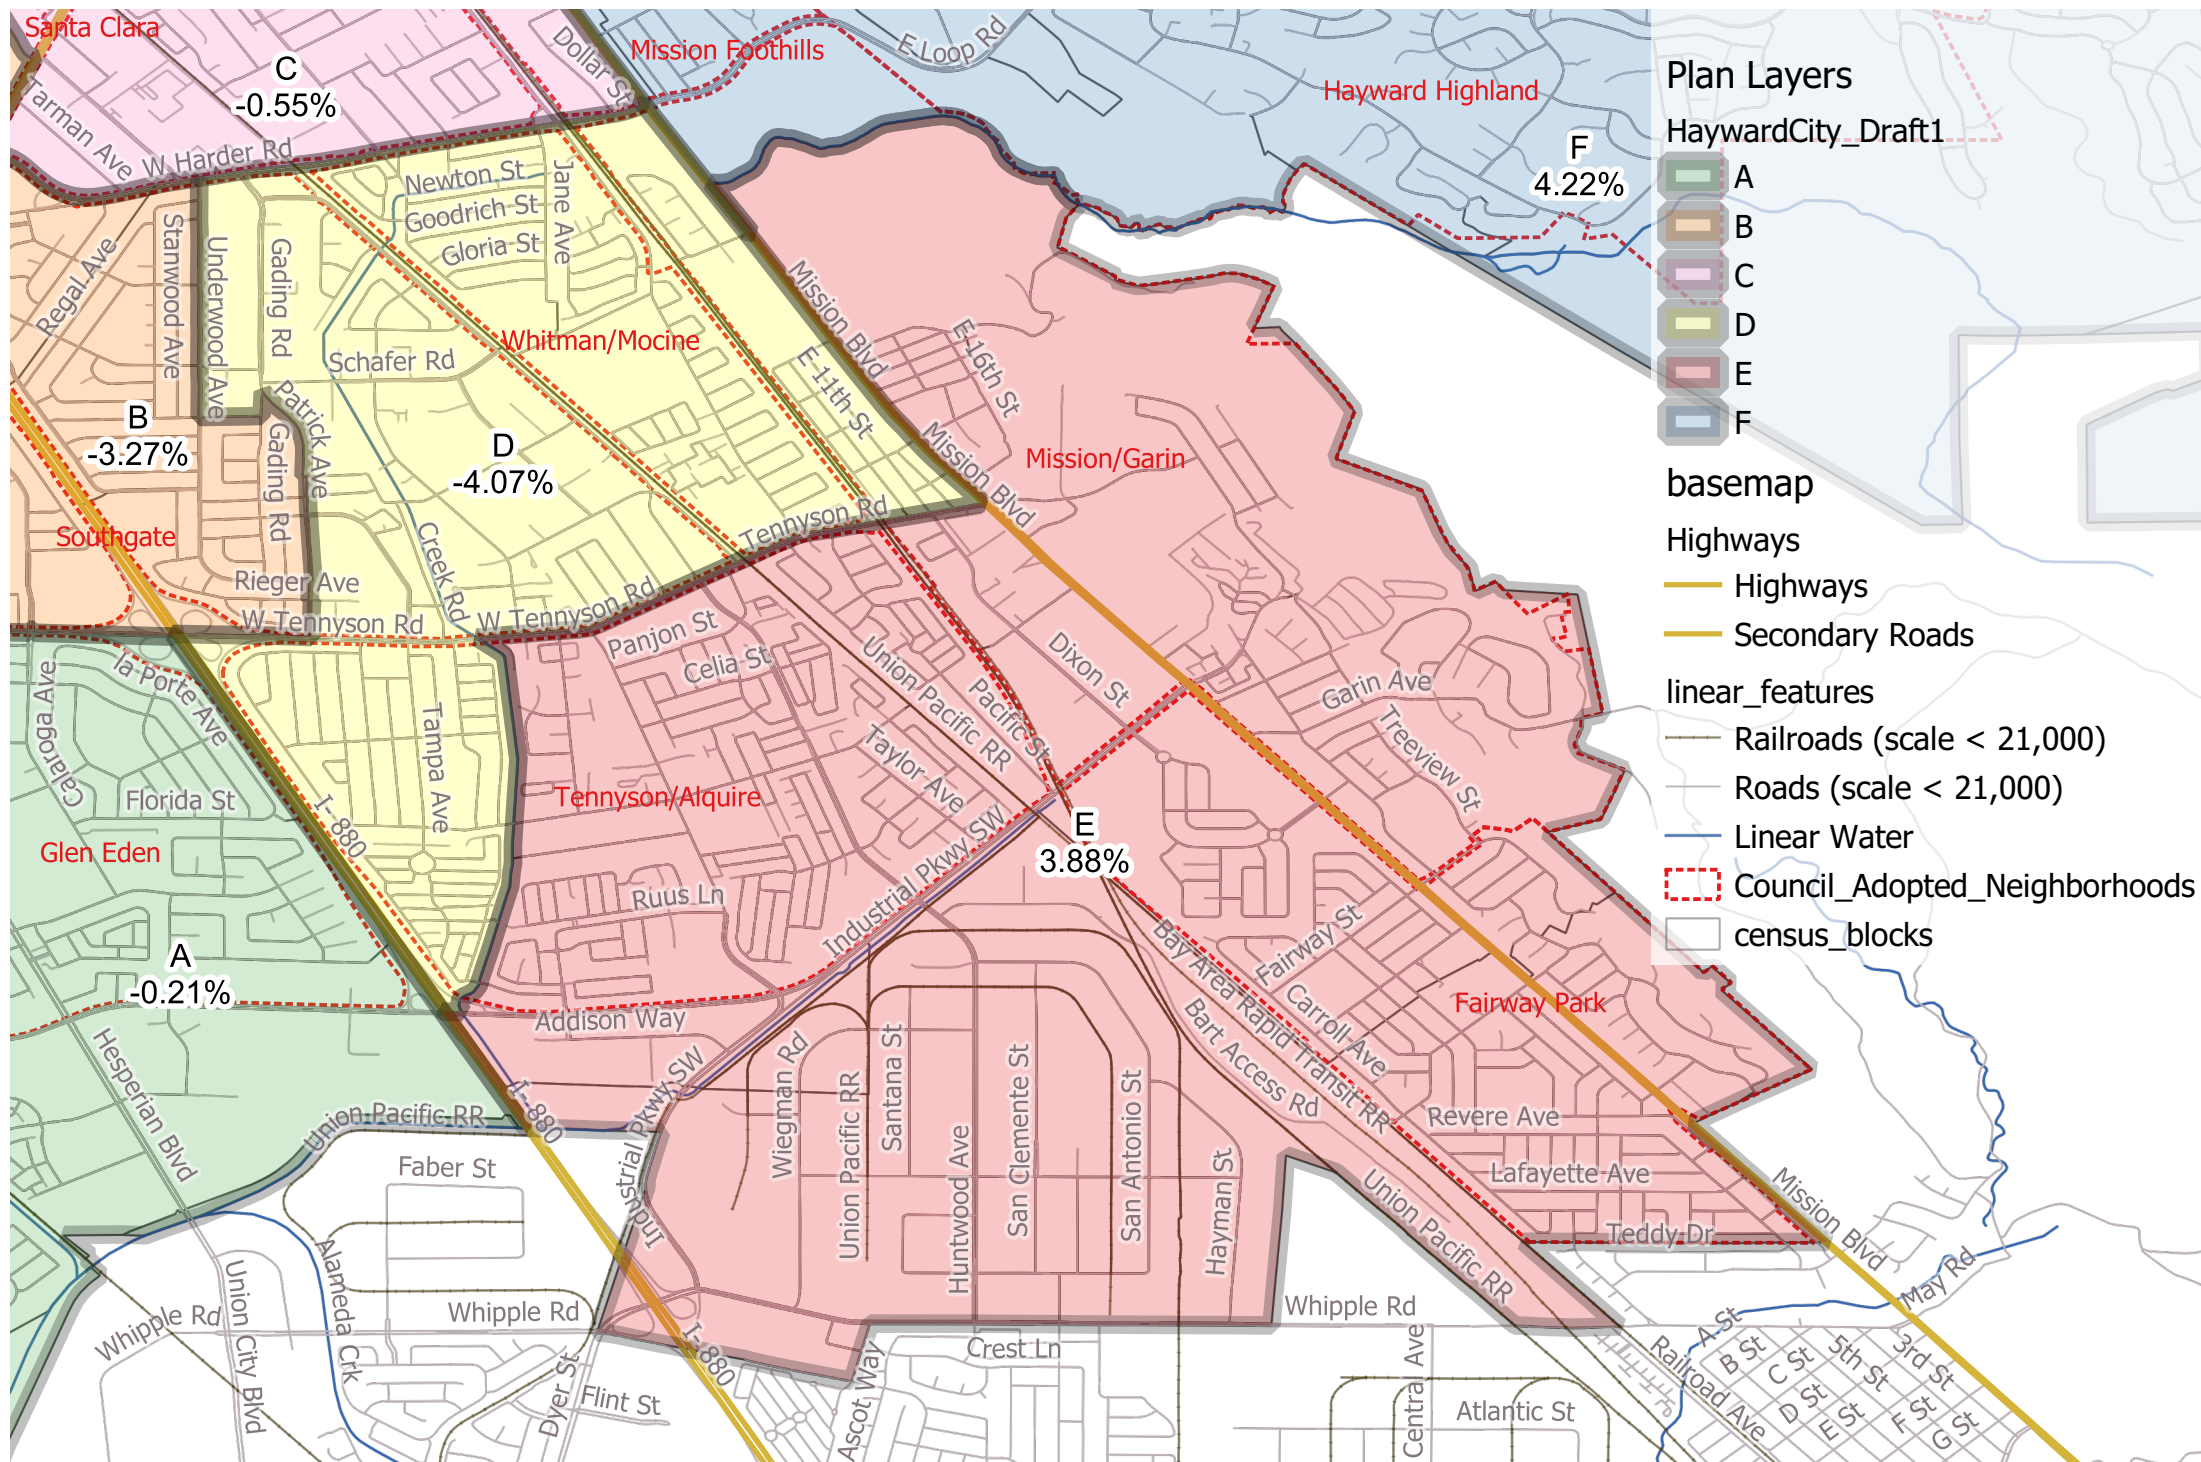 Santa Clara
C
-0.55%
Tarman Ave
W Harder Rd
Dollar St
Mission Foothills
E Loop Rd
Hayward Highland
F
4.22%
Newton St
Goodrich St
Gloria St
Jane Ave
Regal Ave
Stanwood Ave
Underwood Ave
Gading Rd
Schafer Rd
Whitman/Mocine
Mission Blvd
E 11th St
E 16th St
Patrick Ave
B
-3.27%
Gading Rd
D
-4.07%
Mission Blvd
Mission/Garin
Southgate
Tennyson Rd
Creek Rd
Rieger Ave
W Tennyson Rd
W Tennyson Rd
Panjon St
Celia St
Union Pacific RR
Pacific St
Dixon St
Garin Ave
Treeview St
Calaroga Ave
la Porte Ave
Tampa Ave
Florida St
I- 880
Glen Eden
Tennyson/Alquire
Taylor Ave
E
3.88%
Ruus Ln
Industrial Pkwy SW
Fairway St
Bay Area Rapid Transit RR
Carroll Ave
Bart Access Rd
Fairway Park
A
-0.21%
Addison Way
Hesperian Blvd
Union Pacific RR
I- 880
Industrial Pkwy SW
Wiegman Rd
Union Pacific RR
Santana St
Huntwood Ave
San Clemente St
San Antonio St
Hayman St
Revere Ave
Lafayette Ave
Teddy Dr
Mission Blvd
Union Pacific RR
Faber St
Alameda Crk
Union City Blvd
Whipple Rd
Whipple Rd
Whipple Rd
I- 880
Dyer St
Flint St
Ascot Way
Crest Ln
Central Ave
Atlantic St
Railroad Ave
May Rd
A St
B St
C St
D St
E St
5th St
3rd St
F St
G St
Plan Layers
HaywardCity_Draft1
A
B
C
D
E
F
basemap
Highways
Highways
Secondary Roads
linear_features
Railroads (scale < 21,000)
Roads (scale < 21,000)
Linear Water
Council_Adopted_Neighborhoods
census_blocks